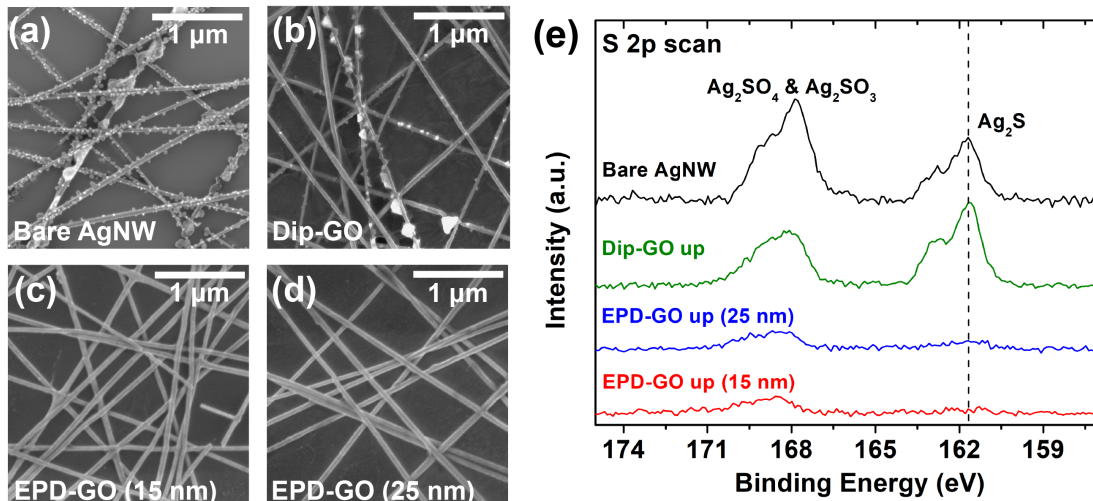 (a)
1 μm
Bare AgNW
(b)
1 μm
Dip-GO
(c)
1 μm
EPD-GO (15 nm)
(d)
1 μm
EPD-GO (25 nm)
(e)
S 2p scan
Ag₂SO₄ & Ag₂SO₃
Ag₂S
Bare AgNW
Dip-GO up
EPD-GO up (25 nm)
EPD-GO up (15 nm)
Intensity (a.u.)
174 171 168 165 162 159
Binding Energy (eV)